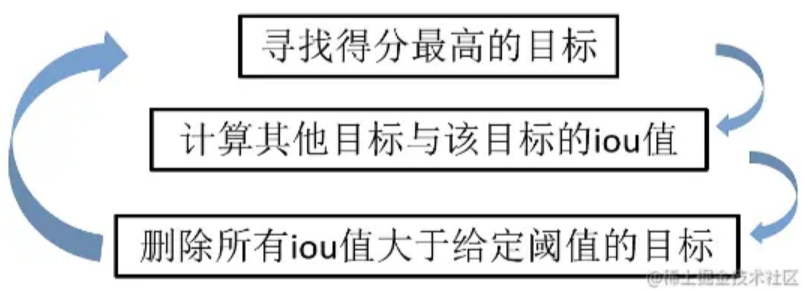 寻找得分最高的目标
计算其他目标与该目标的iou值
删除所有iou值大于给定阈值的目标
@稀土掘金技术社区